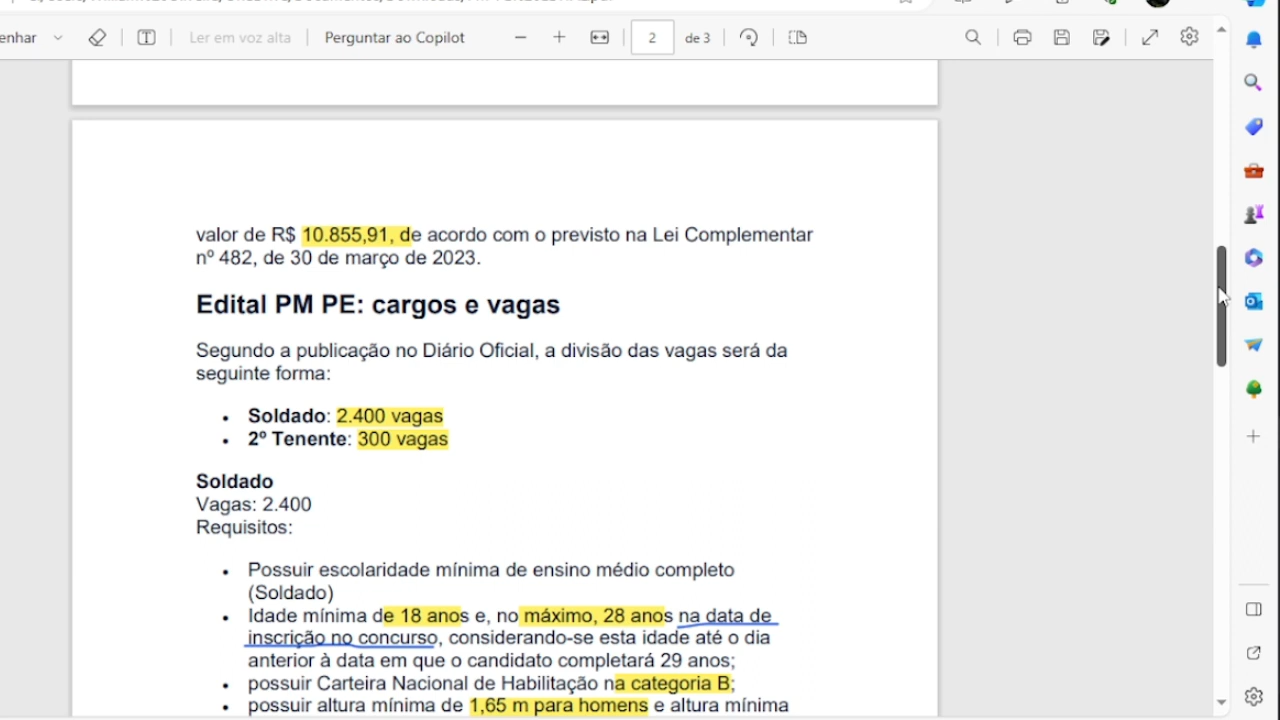 enhar
Ler em voz alta
Perguntar ao Copilot
2
de 3
valor de R$ 10.855,91, de acordo com o previsto na Lei Complementar
nº 482, de 30 de março de 2023.
Edital PM PE: cargos e vagas
Segundo a publicação no Diário Oficial, a divisão das vagas será da
seguinte forma:
• Soldado: 2.400 vagas
• 2º Tenente: 300 vagas
Soldado
Vagas: 2.400
Requisitos:
• Possuir escolaridade mínima de ensino médio completo
(Soldado)
• Idade mínima de 18 anos e, no máximo, 28 anos na data de
inscrição no concurso, considerando-se esta idade até o dia
anterior à data em que o candidato completará 29 anos;
• possuir Carteira Nacional de Habilitação na categoria B;
• possuir altura mínima de 1,65 m para homens e altura mínima